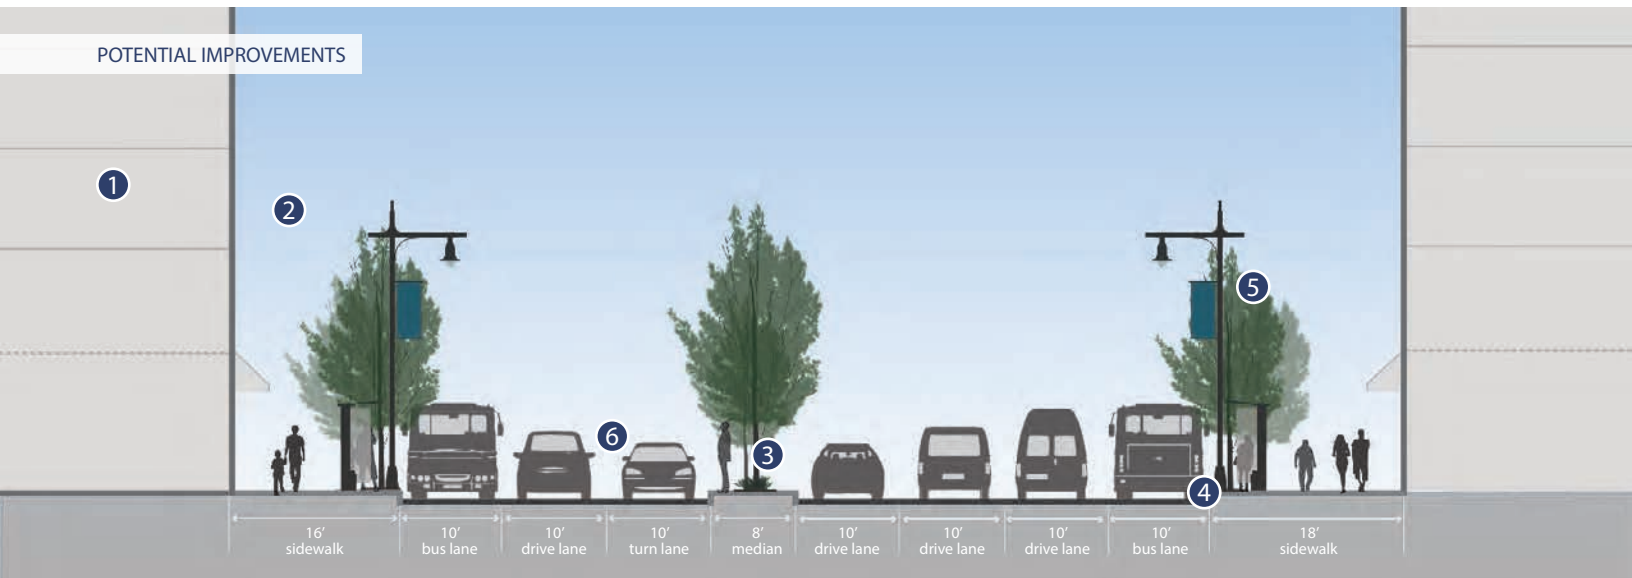 POTENTIAL IMPROVEMENTS
1
2
5
6
3
4
16’
sidewalk
10’
bus lane
10’
drive lane
10’
turn lane
8’
median
10’
drive lane
10’
drive lane
10’
drive lane
10’
bus lane
18’
sidewalk